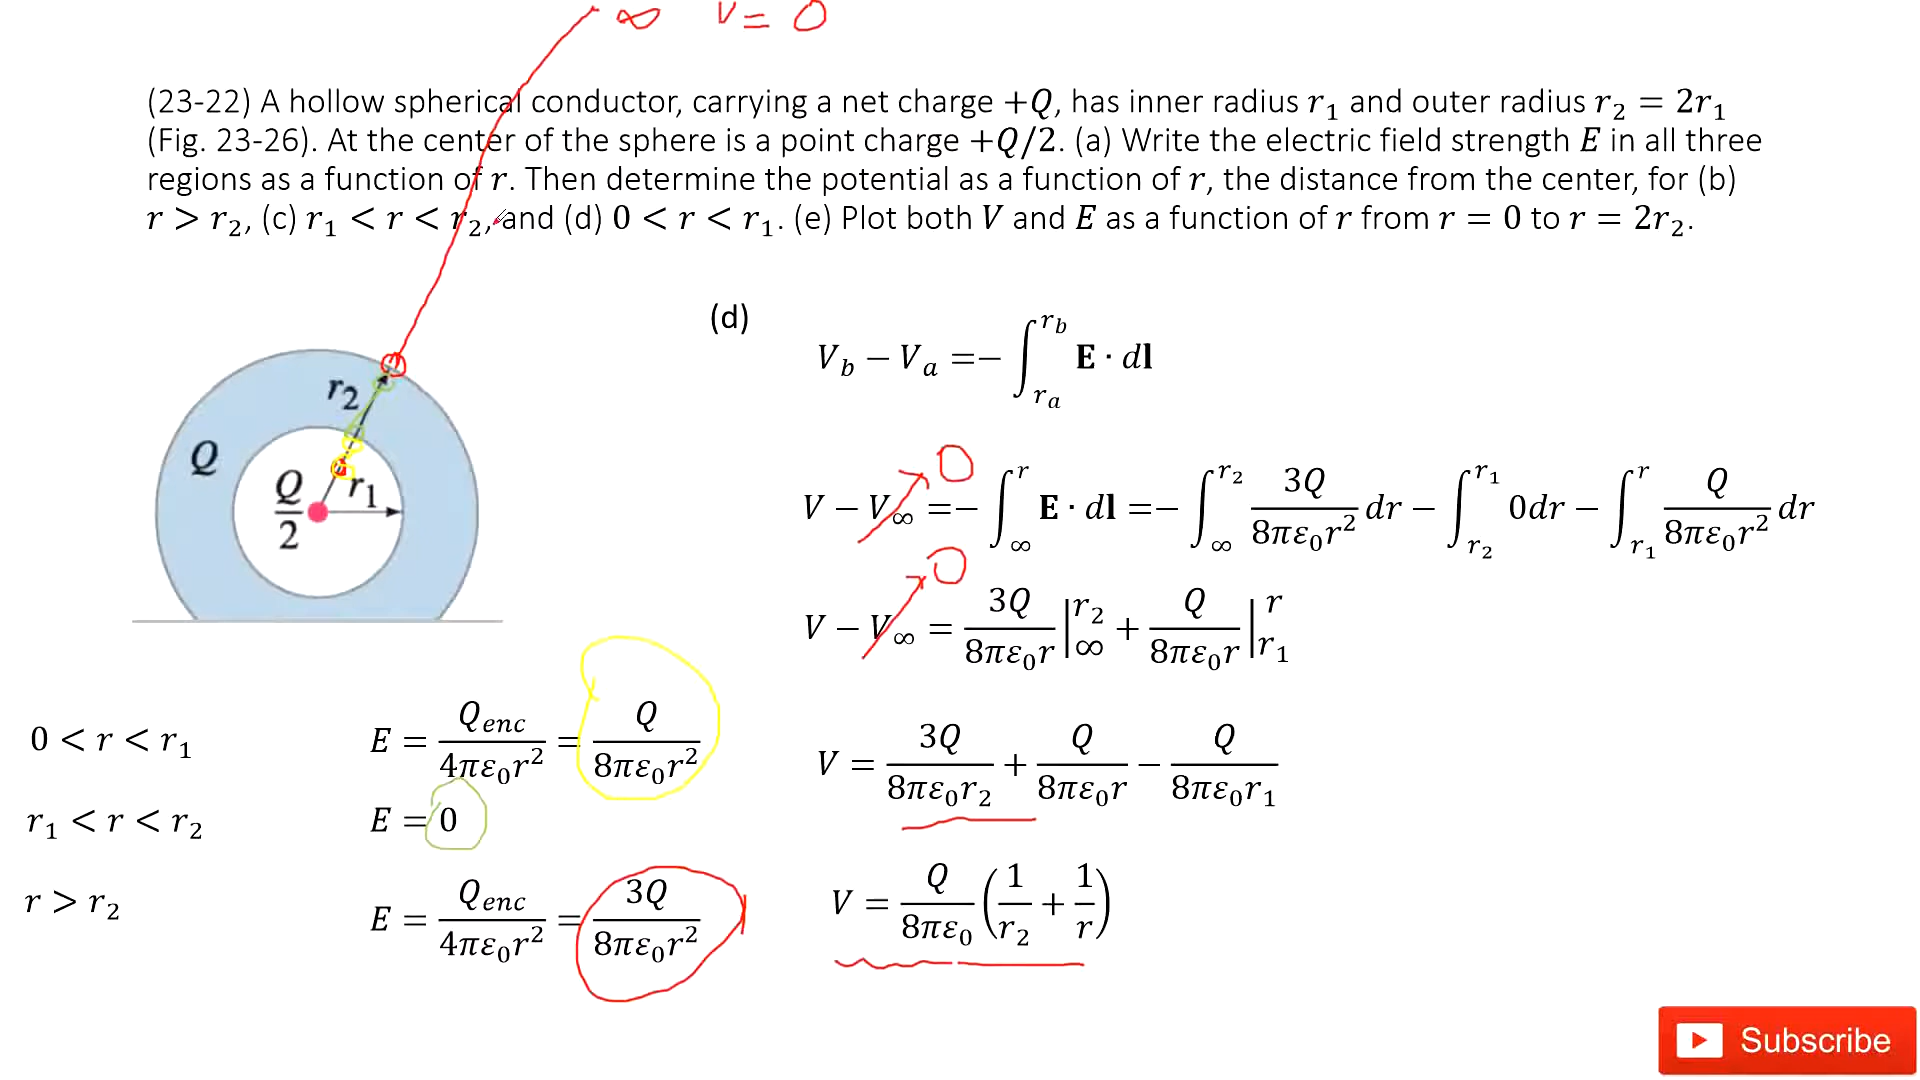 ∞ V = 0
(23-22) A hollow spherical conductor, carrying a net charge +Q, has inner radius r₁ and outer radius r₂ = 2r₁
(Fig. 23-26). At the center of the sphere is a point charge +Q/2. (a) Write the electric field strength E in all three
regions as a function of r. Then determine the potential as a function of r, the distance from the center, for (b)
r > r₂, (c) r₁ < r < r₂, and (d) 0 < r < r₁. (e) Plot both V and E as a function of r from r = 0 to r = 2r₂.
(d)
V_b − V_a =− ∫_{r_a}^{r_b} E · dl
r₂
Q
Q/2
r₁
0
V − V_∞ =− ∫_∞^r E · dl =− ∫_∞^{r₂} 3Q/(8πε₀r²) dr − ∫_{r₂}^{r₁} 0dr − ∫_{r₁}^r Q/(8πε₀r²) dr
0
V − V_∞ = 3Q/(8πε₀r) |_∞^{r₂} + Q/(8πε₀r) |_{r₁}^r
0 < r < r₁ E = Q_enc/(4πε₀r²) = Q/(8πε₀r²)
V = 3Q/(8πε₀r₂) + Q/(8πε₀r) − Q/(8πε₀r₁)
r₁ < r < r₂ E = 0
r > r₂ E = Q_enc/(4πε₀r²) = 3Q/(8πε₀r²)
V = Q/(8πε₀) (1/r₂ + 1/r)
Subscribe